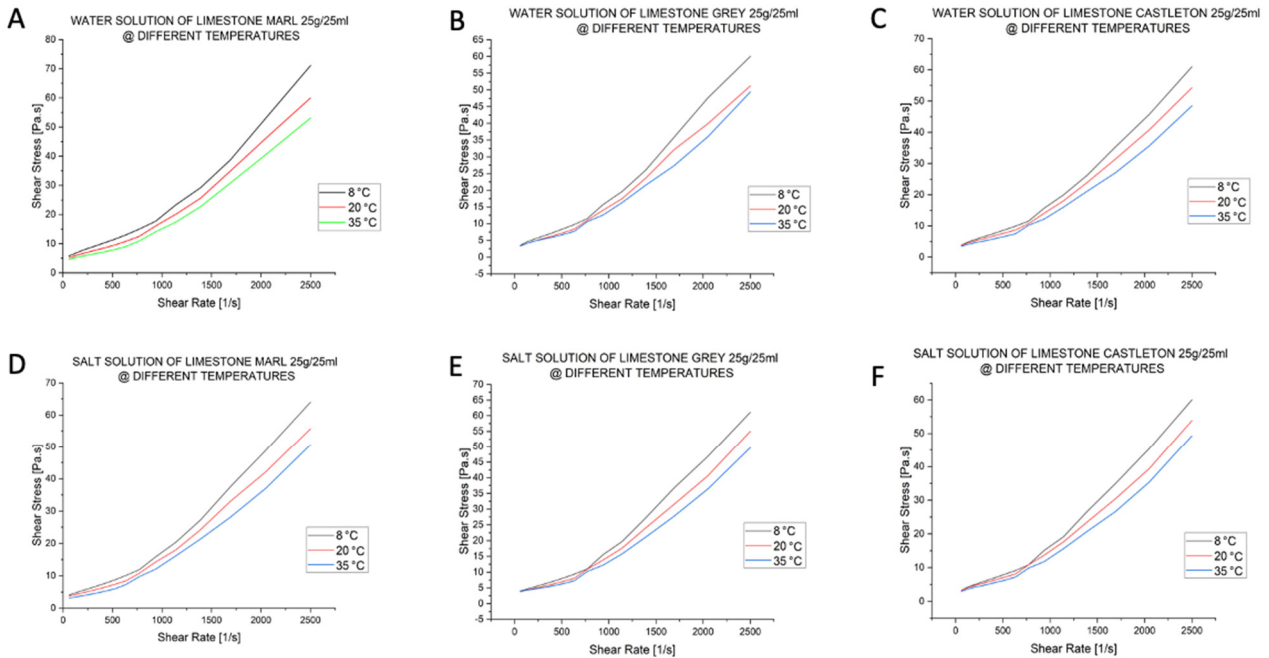 A
WATER SOLUTION OF LIMESTONE MARL 25g/25ml
@ DIFFERENT TEMPERATURES
80
70
60
50
40
30
20
10
0
Shear Stress [Pa.s]
8 °C
20 °C
35 °C
0 500 1000 1500 2000 2500
Shear Rate [1/s]
B
WATER SOLUTION OF LIMESTONE GREY 25g/25ml
@ DIFFERENT TEMPERATURES
65
60
55
50
45
40
35
30
25
20
15
10
5
0
-5
Shear Stress [Pa.s]
8 °C
20 °C
35 °C
0 500 1000 1500 2000 2500
Shear Rate [1/s]
C
WATER SOLUTION OF LIMESTONE CASTLETON 25g/25ml
@ DIFFERENT TEMPERATURES
70
60
50
40
30
20
10
0
Shear Stress [Pa.s]
8 °C
20 °C
35 °C
0 500 1000 1500 2000 2500
Shear Rate [1/s]
D
SALT SOLUTION OF LIMESTONE MARL 25g/25ml
@ DIFFERENT TEMPERATURES
70
60
50
40
30
20
10
0
Shear Stress [Pa.s]
8 °C
20 °C
35 °C
0 500 1000 1500 2000 2500
Shear Rate [1/s]
E
SALT SOLUTION OF LIMESTONE GREY 25g/25ml
@ DIFFERENT TEMPERATURES
70
65
60
55
50
45
40
35
30
25
20
15
10
5
0
-5
Shear Stress [Pa.s]
8 °C
20 °C
35 °C
0 500 1000 1500 2000 2500
Shear Rate [1/s]
F
SALT SOLUTION OF LIMESTONE CASTLETON 25g/25ml
@ DIFFERENT TEMPERATURES
60
50
40
30
20
10
0
Shear Stress [Pa.s]
8 °C
20 °C
35 °C
0 500 1000 1500 2000 2500
Shear Rate [1/s]